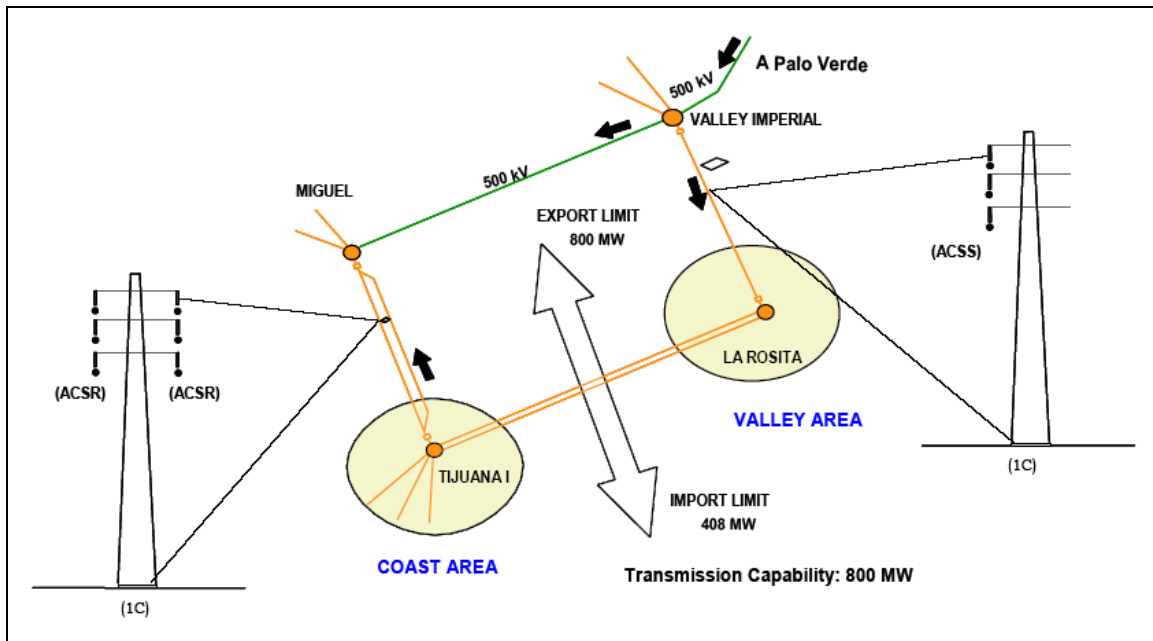 A Palo Verde
500 kV
VALLEY IMPERIAL
500 kV
MIGUEL
EXPORT LIMIT
800 MW
(ACSS)
LA ROSITA
(ACSR)
(ACSR)
VALLEY AREA
TIJUANA I
(1C)
IMPORT LIMIT
408 MW
COAST AREA
Transmission Capability: 800 MW
(1C)